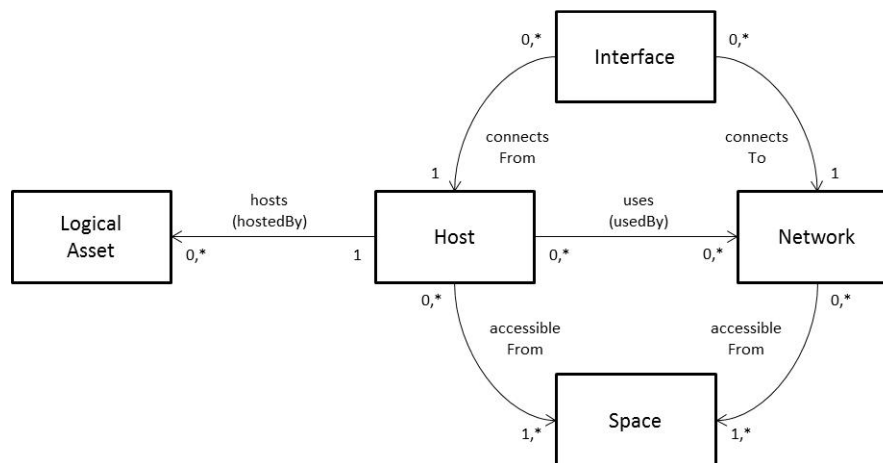 0,*
Interface
0,*
connects
From
connects
To
1
1
Logical
Asset
hosts
(hostedBy)
0,*
1
Host
uses
(usedBy)
0,*
0,*
Network
0,*
0,*
accessible
From
accessible
From
Space
1,*
1,*